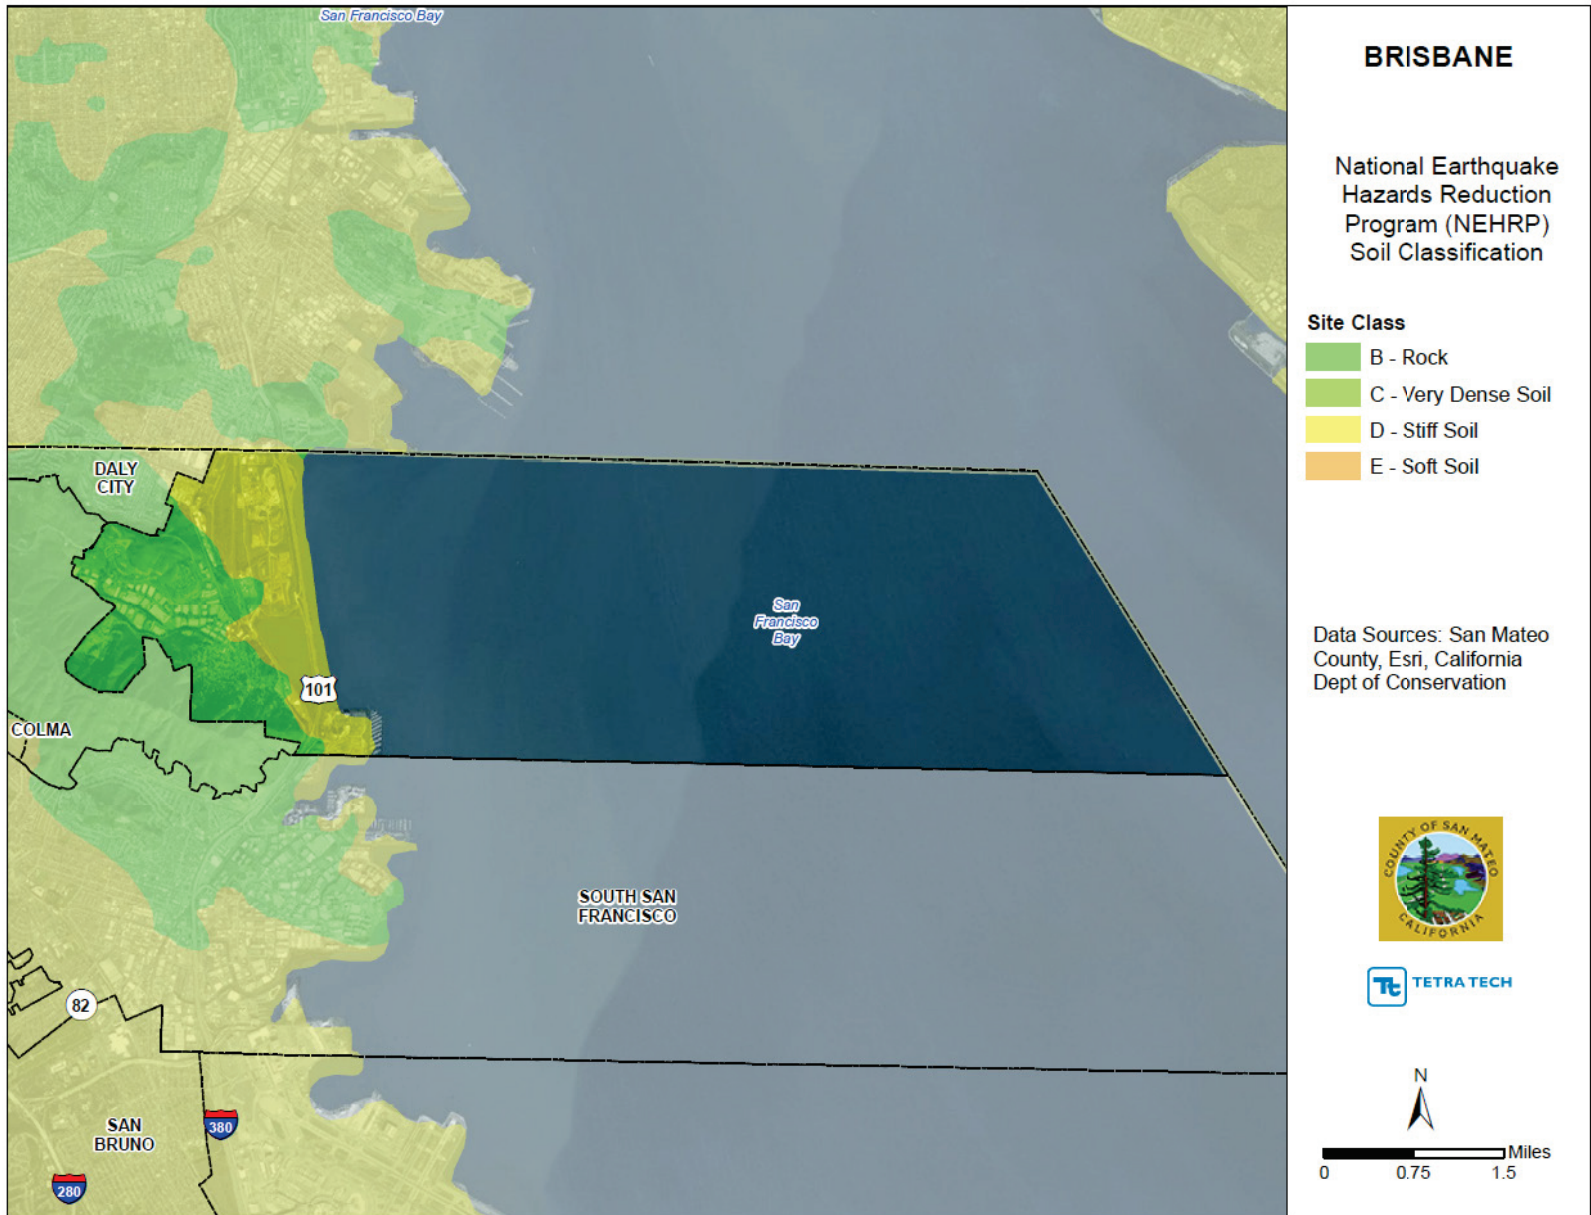 San Francisco Bay
DALY
CITY
San
Francisco
Bay
101
COLMA
SOUTH SAN
FRANCISCO
82
SAN
BRUNO
380
280
BRISBANE
National Earthquake
Hazards Reduction
Program (NEHRP)
Soil Classification
Site Class
B - Rock
C - Very Dense Soil
D - Stiff Soil
E - Soft Soil
Data Sources: San Mateo
County, Esri, California
Dept of Conservation
COUNTY OF SAN MATEO
CALIFORNIA
Tt TETRA TECH
N
Miles
0 0.75 1.5